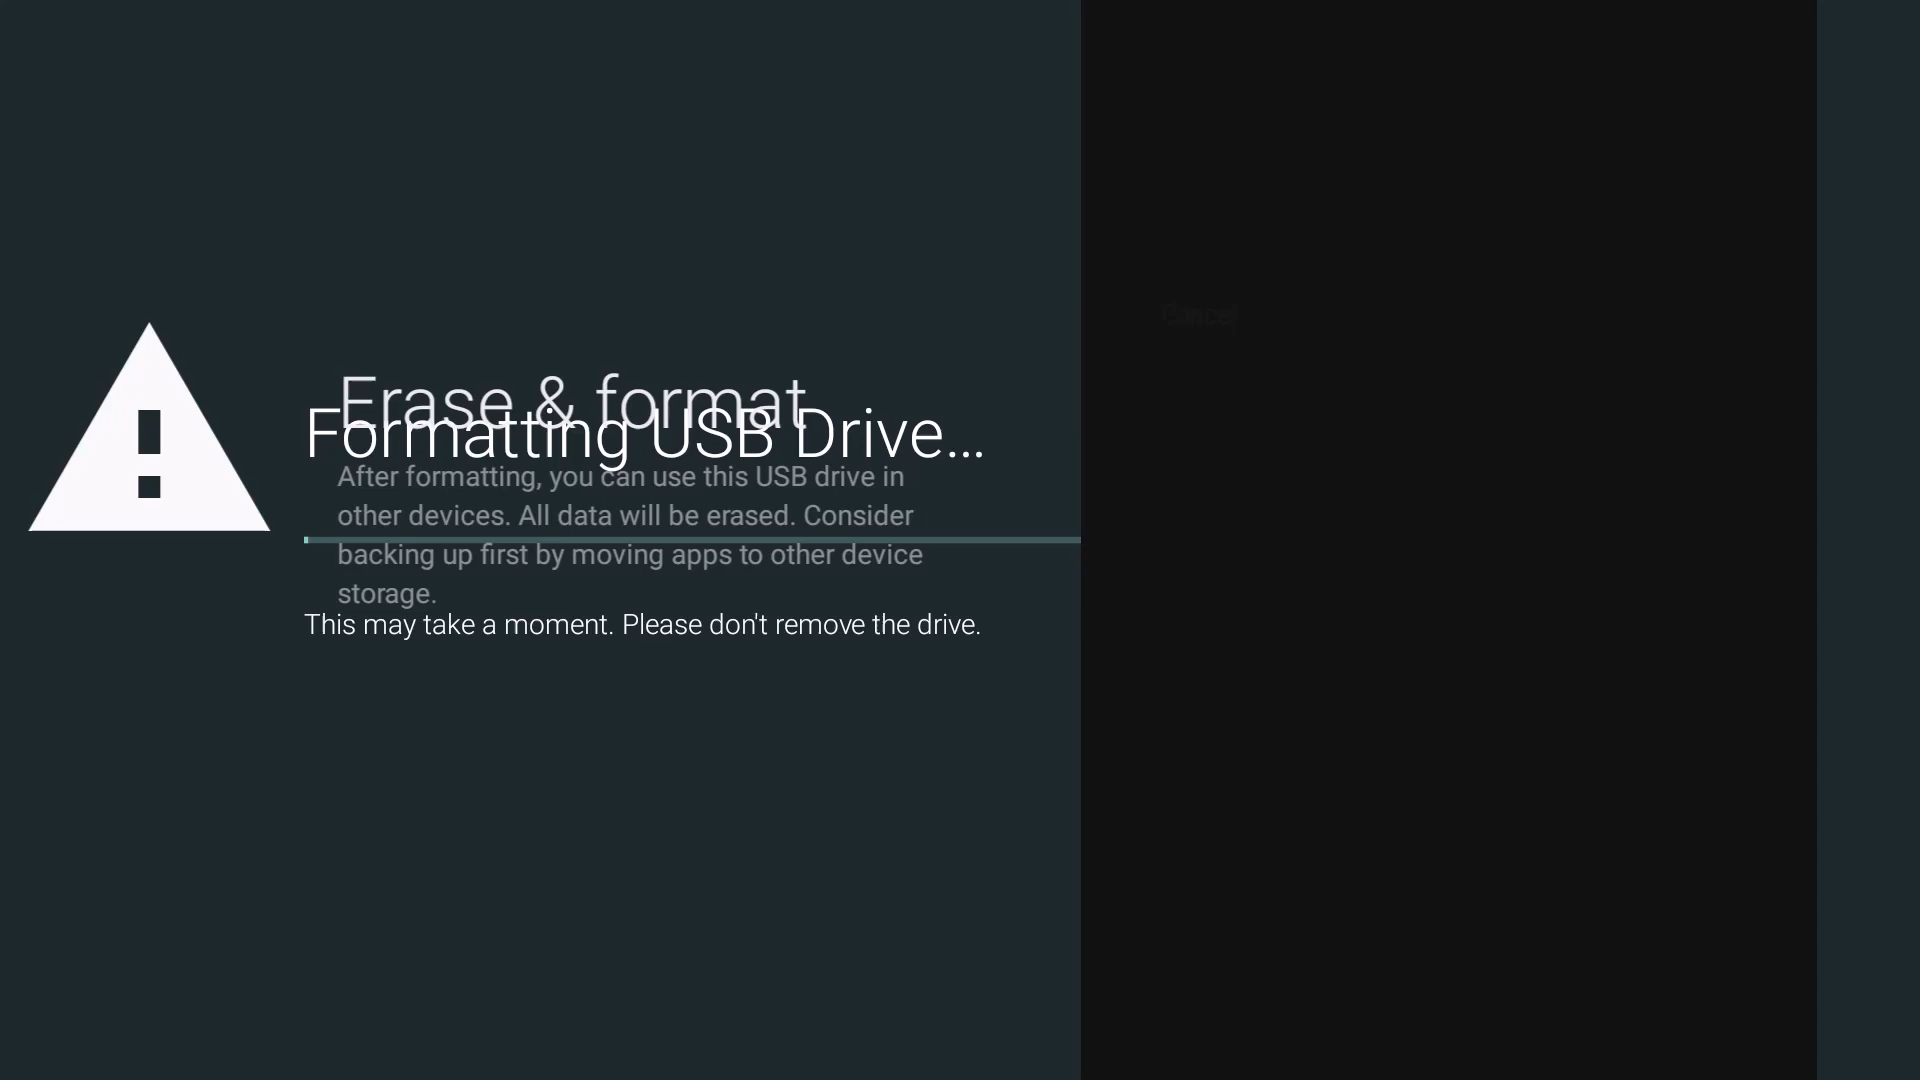 Erase & format
Formatting USB Drive...
After formatting, you can use this USB drive in
other devices. All data will be erased. Consider
backing up first by moving apps to other device
storage.
This may take a moment. Please don't remove the drive.
Cancel